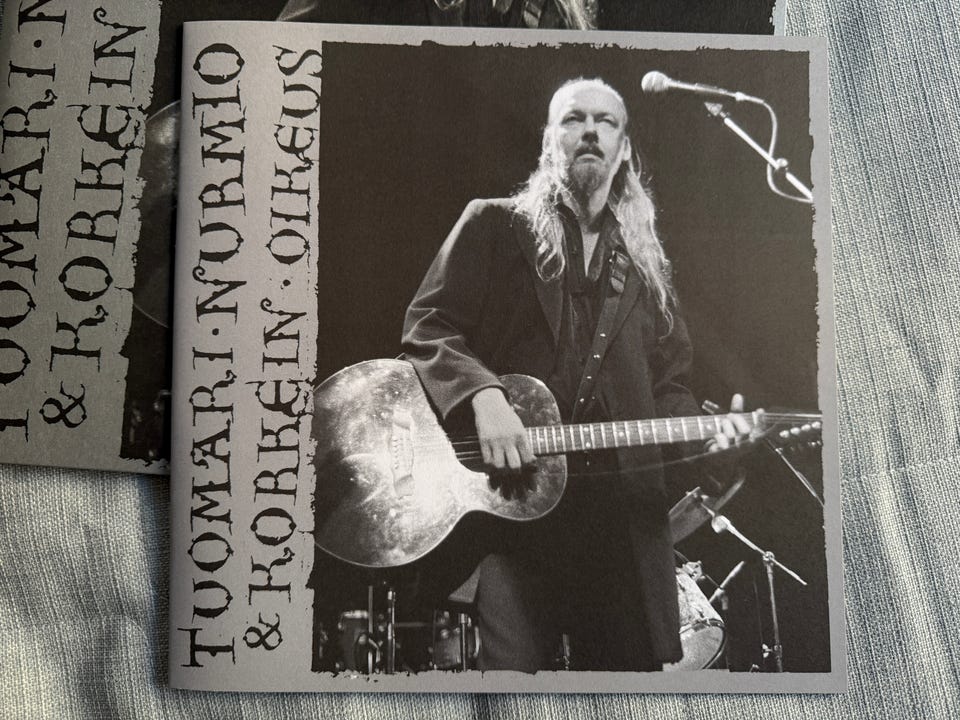 TUOMARI·NURMIO
& KORKEIN·OIKEUS
TUOMARI·N
& KORKEIN